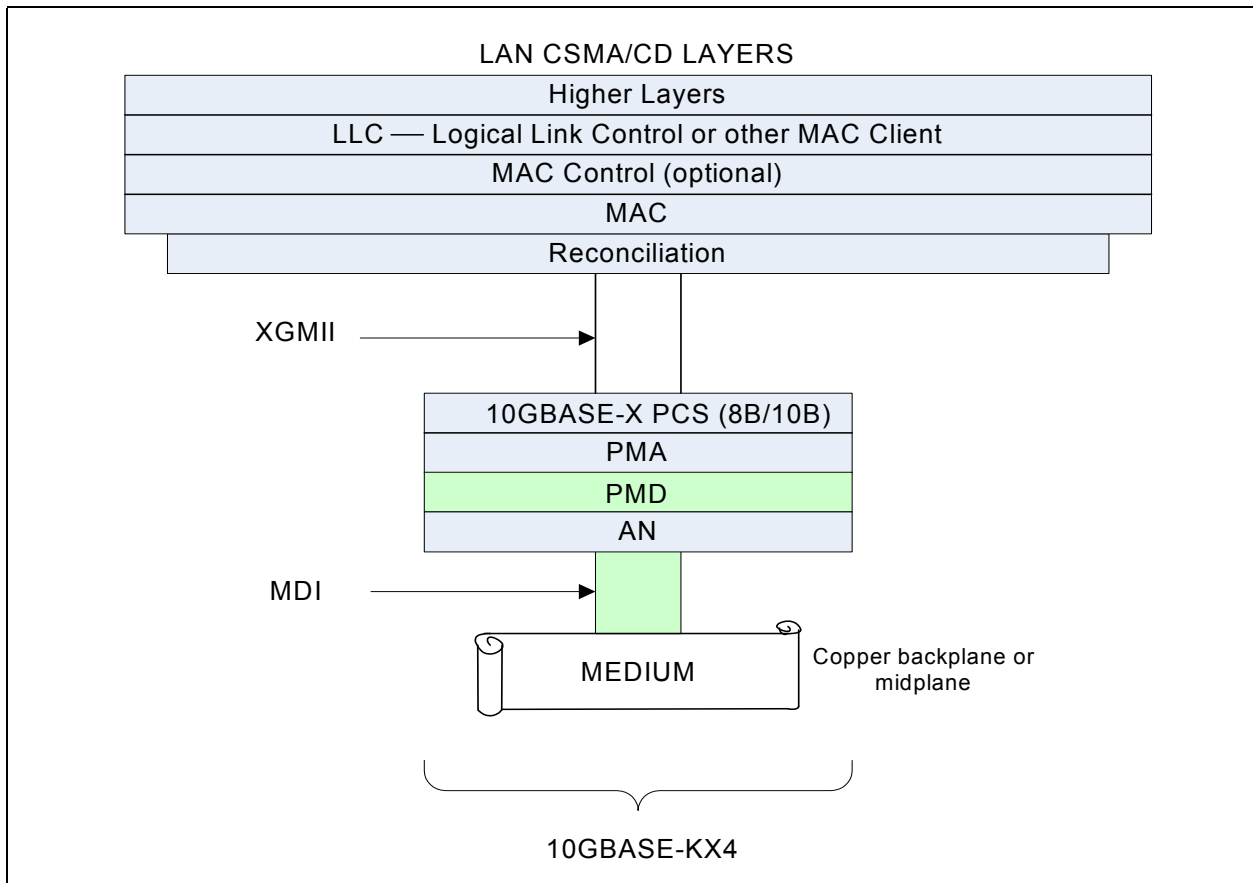 LAN CSMA/CD LAYERS
Higher Layers
LLC — Logical Link Control or other MAC Client
MAC Control (optional)
MAC
Reconciliation
XGMII
10GBASE-X PCS (8B/10B)
PMA
PMD
AN
MDI
MEDIUM
Copper backplane or
midplane
10GBASE-KX4